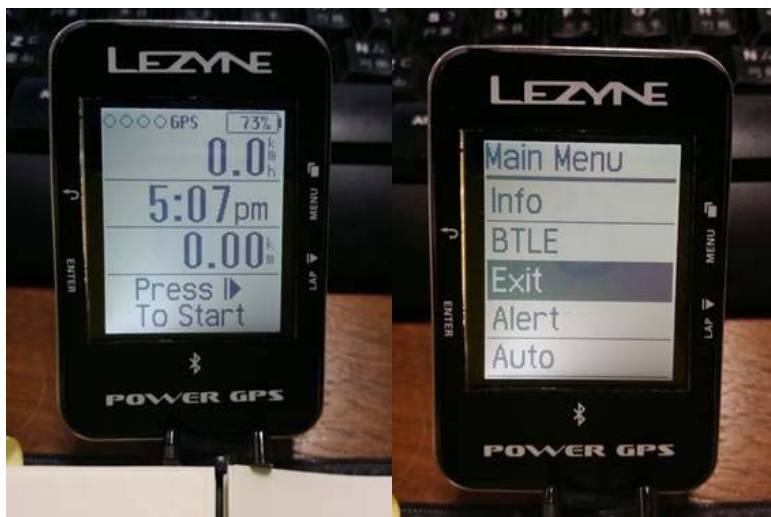 LEZYNE
GPS 73%
0.0 km/h
5:07pm
0.00 km
Press
To Start
MENU
LAP
ENTER
POWER GPS
LEZYNE
Main Menu
Info
BTLE
Exit
Alert
Auto
MENU
LAP
ENTER
POWER GPS